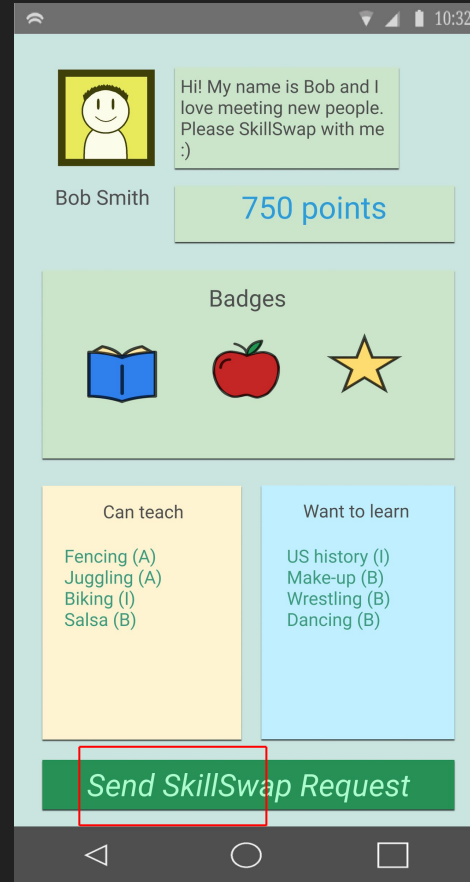 10:32
Hi! My name is Bob and I
love meeting new people.
Please SkillSwap with me
:)
Bob Smith
750 points
Badges
Can teach
Fencing (A)
Juggling (A)
Biking (I)
Salsa (B)
Want to learn
US history (I)
Make-up (B)
Wrestling (B)
Dancing (B)
Send SkillSwap Request